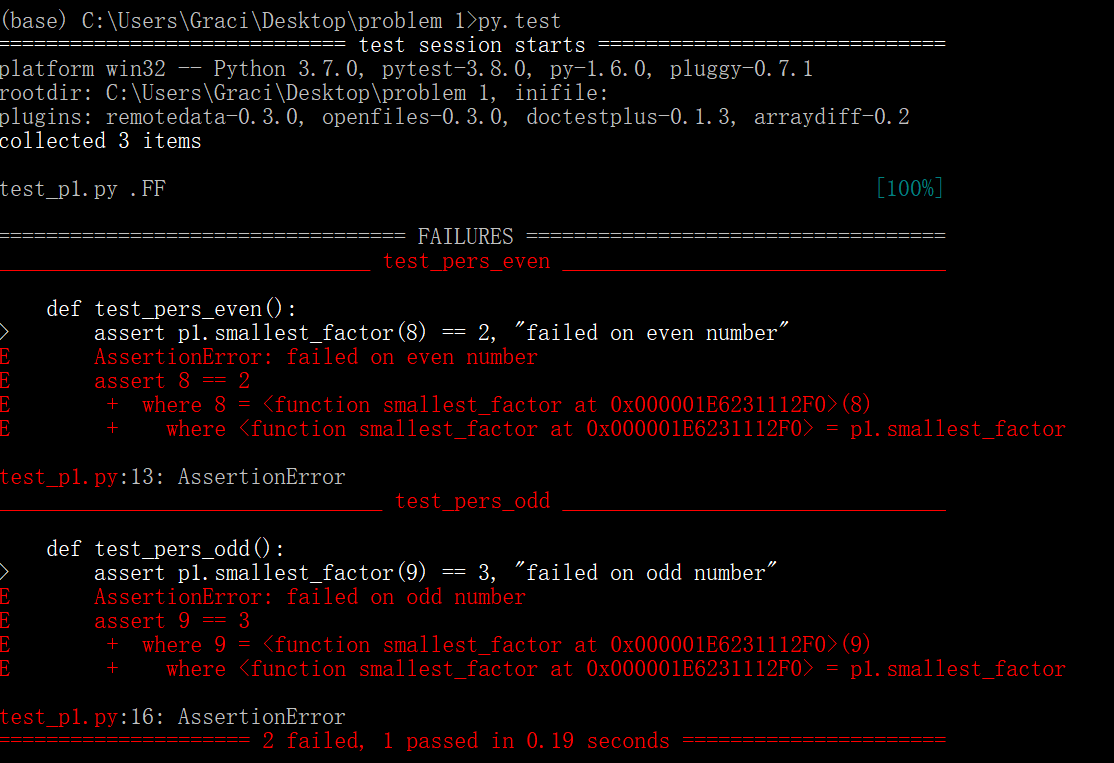 (base) C:\Users\Graci\Desktop\problem 1>py.test
============================= test session starts =============================
platform win32 -- Python 3.7.0, pytest-3.8.0, py-1.6.0, pluggy-0.7.1
rootdir: C:\Users\Graci\Desktop\problem 1, inifile:
plugins: remotedata-0.3.0, openfiles-0.3.0, doctestplus-0.1.3, arraydiff-0.2
collected 3 items
test_p1.py .FF [100%]
================================== FAILURES ===================================
_______________________________ test_pers_even ________________________________
def test_pers_even():
> assert p1.smallest_factor(8) == 2, "failed on even number"
E AssertionError: failed on even number
E assert 8 == 2
E + where 8 = <function smallest_factor at 0x000001E6231112F0>(8)
E + where <function smallest_factor at 0x000001E6231112F0> = p1.smallest_factor
test_p1.py:13: AssertionError
________________________________ test_pers_odd ________________________________
def test_pers_odd():
> assert p1.smallest_factor(9) == 3, "failed on odd number"
E AssertionError: failed on odd number
E assert 9 == 3
E + where 9 = <function smallest_factor at 0x000001E6231112F0>(9)
E + where <function smallest_factor at 0x000001E6231112F0> = p1.smallest_factor
test_p1.py:16: AssertionError
===================== 2 failed, 1 passed in 0.19 seconds ======================